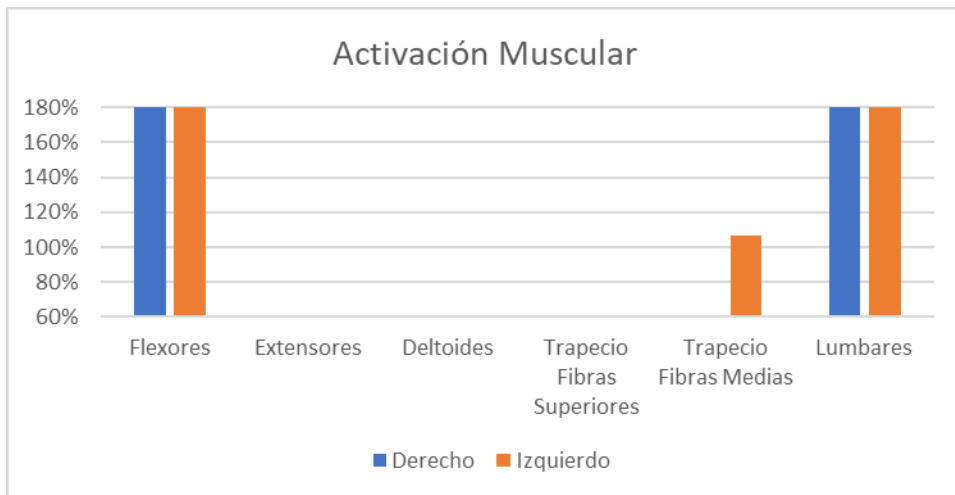 Activación Muscular
180%
160%
140%
120%
100%
80%
60%
Flexores
Extensores
Deltoides
Trapecio
Fibras
Superiores
Trapecio
Fibras Medias
Lumbares
Derecho
Izquierdo